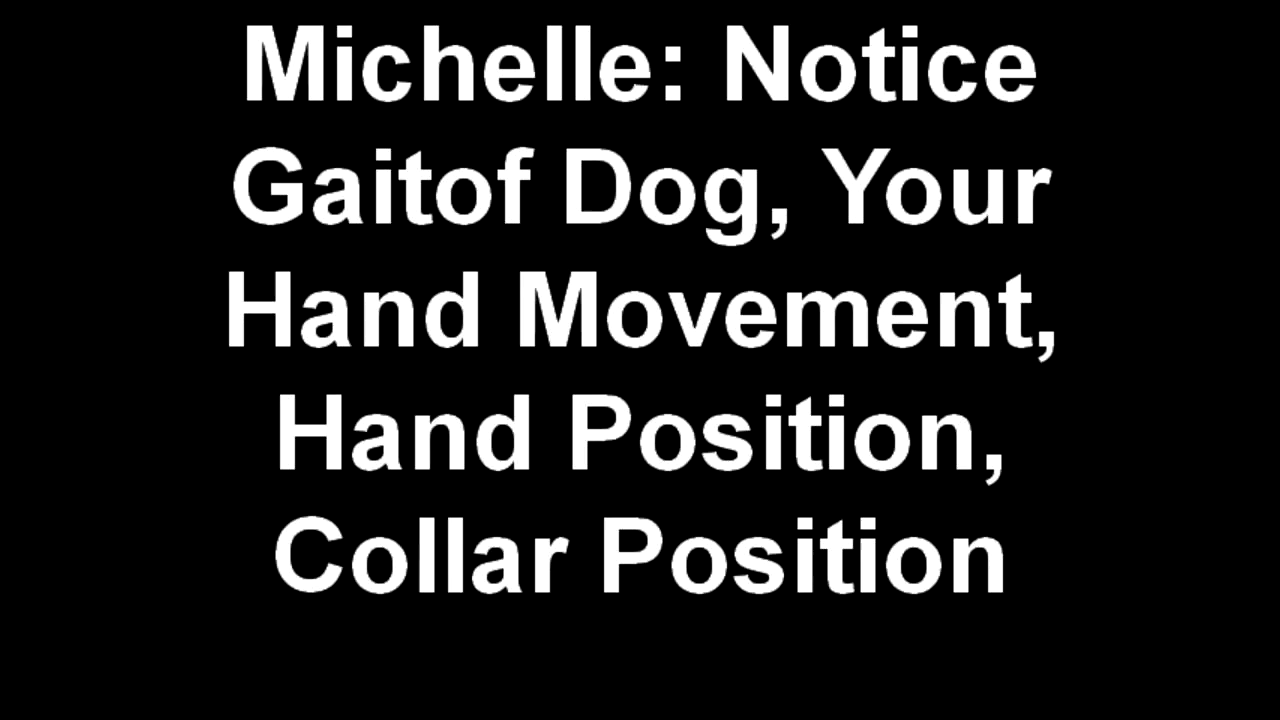 Michelle: Notice
Gaitof Dog, Your
Hand Movement,
Hand Position,
Collar Position